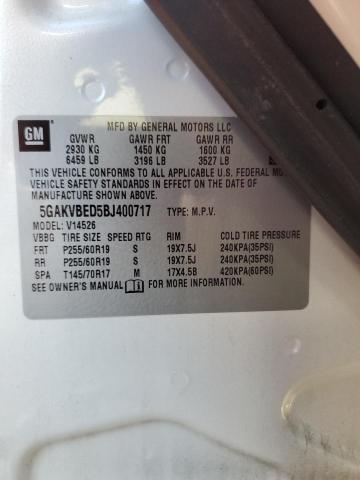 GM
MFD BY GENERAL MOTORS LLC
GVWR GAWR FRT GAWR RR
2930 KG 1450 KG 1600 KG
6459 LB 3196 LB 3527 LB
THIS VEHICLE CONFORMS TO ALL APPLICABLE U.S. FEDERAL MOTOR
VEHICLE SAFETY STANDARDS IN EFFECT ON THE DATE OF
MANUFACTURE SHOWN ABOVE.
5GAKVBED5BJ400717 TYPE: M.P.V.
MODEL: V14526
VBBG TIRE SIZE SPEED RTG RIM COLD TIRE PRESSURE
FRT P255/60R19 S 19X7.5J 240KPA(35PSI)
RR P255/60R19 S 19X7.5J 240KPA(35PSI)
SPA T145/70R17 M 17X4.5B 420KPA(60PSI)
SEE OWNER'S MANUAL FOR MORE INFORMATION